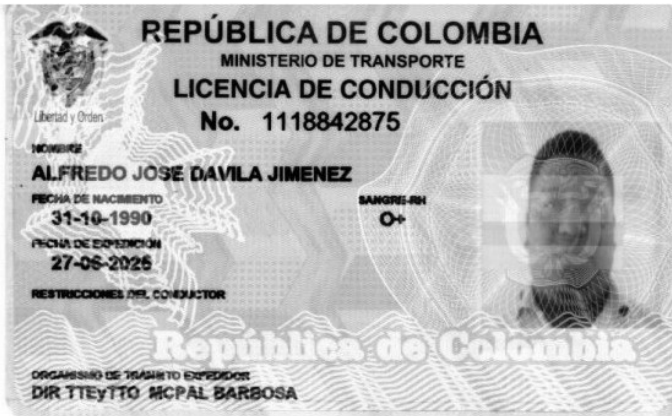 REPÚBLICA DE COLOMBIA
MINISTERIO DE TRANSPORTE
LICENCIA DE CONDUCCIÓN
Libertad y Orden
No. 1118842875
NOMBRE
ALFREDO JOSE DAVILA JIMENEZ
FECHA DE NACIMIENTO
SANGRE-RH
31-10-1990
O+
FECHA DE EXPEDICIÓN
27-06-2025
RESTRICCIONES DEL CONDUCTOR
República de Colombia
ORGANISMO DE TRANSITO EXPEDIDOR
DIR TTEyTTO MCPAL BARBOSA